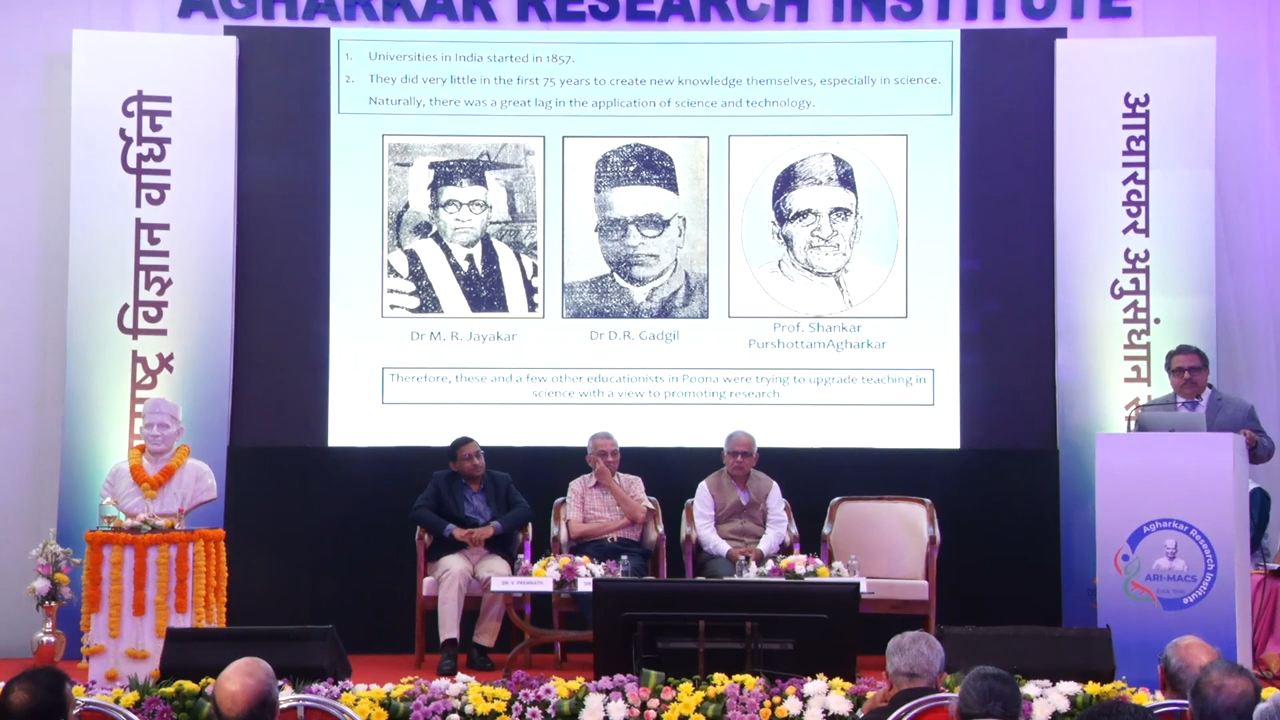 AGHARKAR RESEARCH INSTITUTE
1. Universities in India started in 1857.
2. They did very little in the first 75 years to create new knowledge themselves, especially in science.
Naturally, there was a great lag in the application of science and technology.
Dr M. R. Jayakar
Dr D.R. Gadgil
Prof. Shankar
PurshottamAgharkar
Therefore, these and a few other educationists in Poona were trying to upgrade teaching in
science with a view to promoting research.
विज्ञान वर्धिनी
आघारकर अनुसंधान
DR. V. PREMNATH
Agharkar Research Institute
ARI-MACS